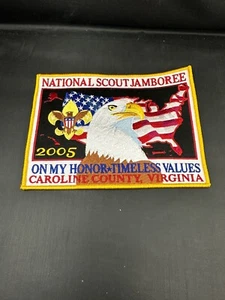 NATIONAL SCOUT JAMBOREE
2005
ON MY HONOR★TIMELESS VALUES
CAROLINE COUNTY, VIRGINIA